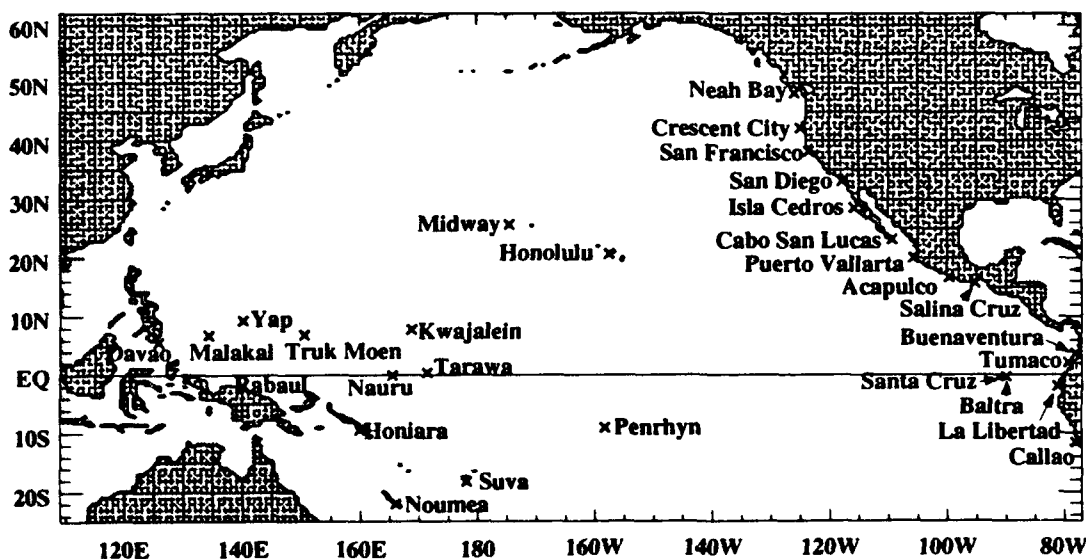 60N
50N
Neah Bay
Crescent City
40N
San Francisco
San Diego
30N
Isla Cedros
Midway
Cabo San Lucas
Honolulu
20N
Puerto Vallarta
Acapulco
Salina Cruz
10N
Yap
Kwajalein
Buenaventura
Davao
Malakal
Truk Moen
Tarawa
Tumaco
EQ
Rabaul
Nauru
Santa Cruz
Baltra
La Libertad
10S
Honiara
Penrhyn
Callao
Suva
20S
Noumea
120E 140E 160E 180 160W 140W 120W 100W 80W